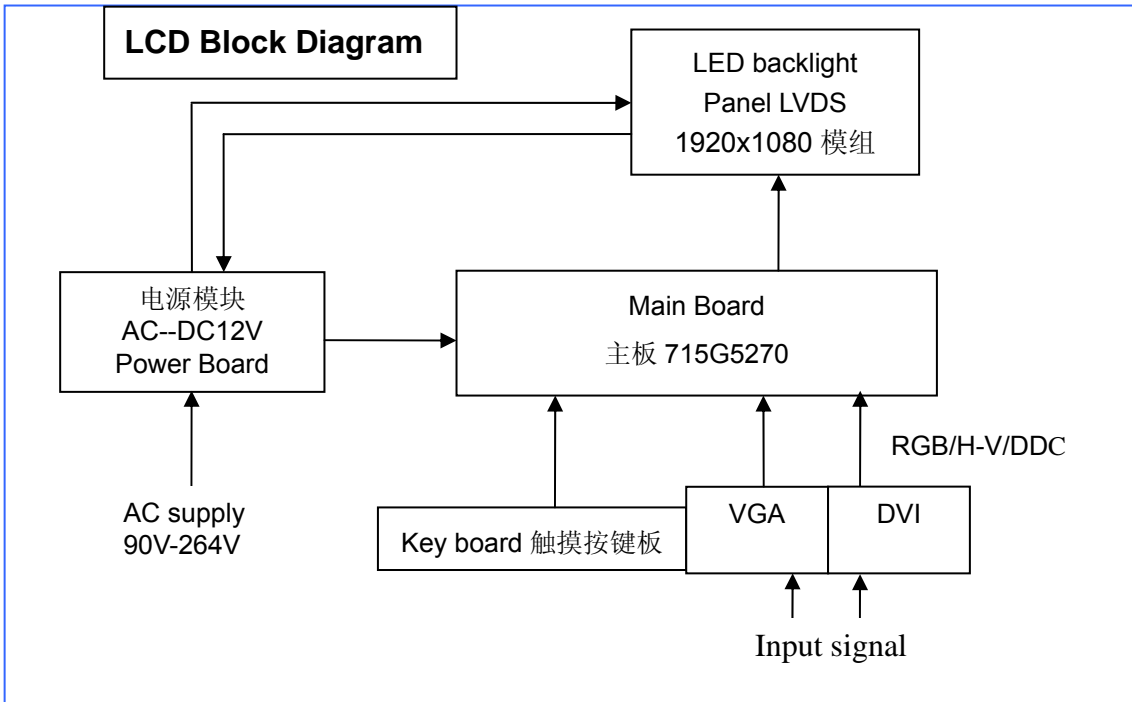 LCD Block Diagram
LED backlight
Panel LVDS
1920x1080 模组
电源模块
AC--DC12V
Power Board
Main Board
主板 715G5270
RGB/H-V/DDC
AC supply
90V-264V
Key board 触摸按键板
VGA
DVI
Input signal